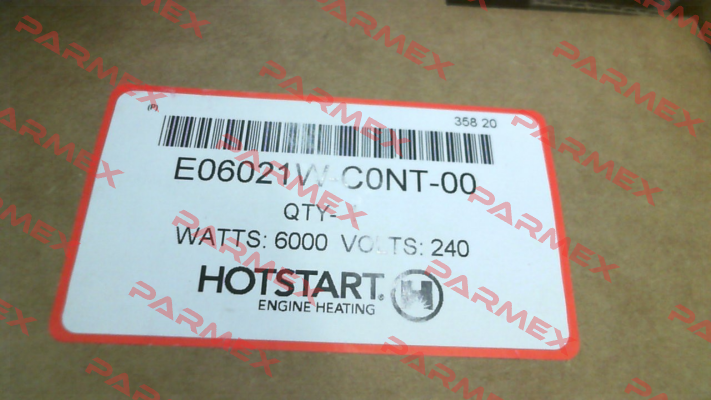 (P) 358 20
E06021W-C0NT-00
QTY-
WATTS: 6000 VOLTS: 240
HOTSTART®
ENGINE HEATING
PARMEX